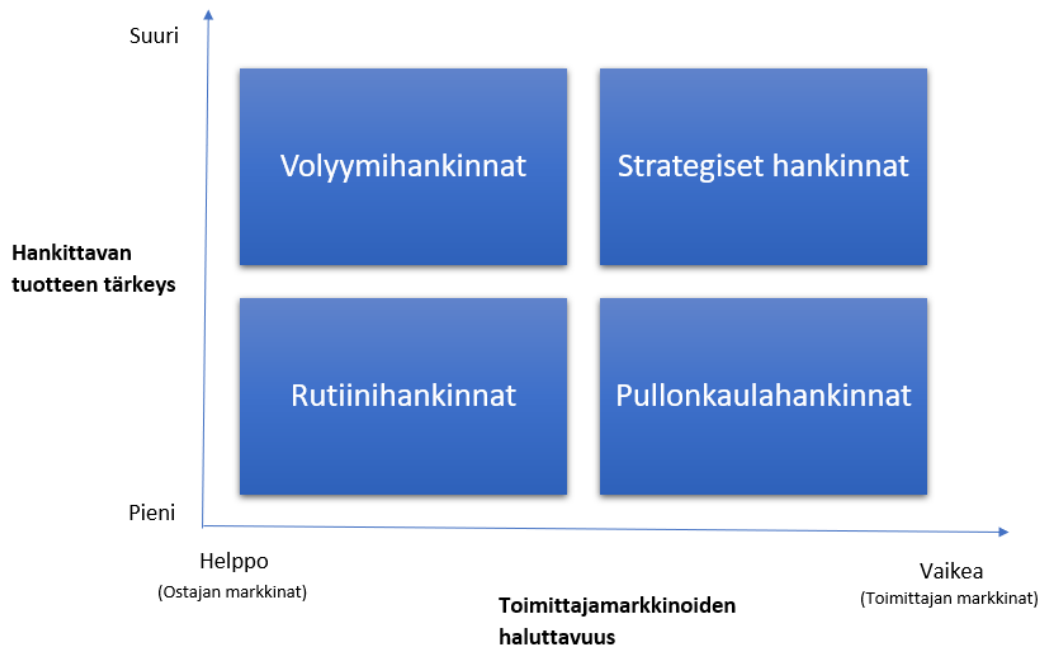 Suuri
Volyymihankinnat
Strategiset hankinnat
Hankittavan
tuotteen tärkeys
Rutiinihankinnat
Pullonkaulahankinnat
Pieni
Helppo
(Ostajan markkinat)
Vaikea
(Toimittajan markkinat)
Toimittajamarkkinoiden
haluttavuus